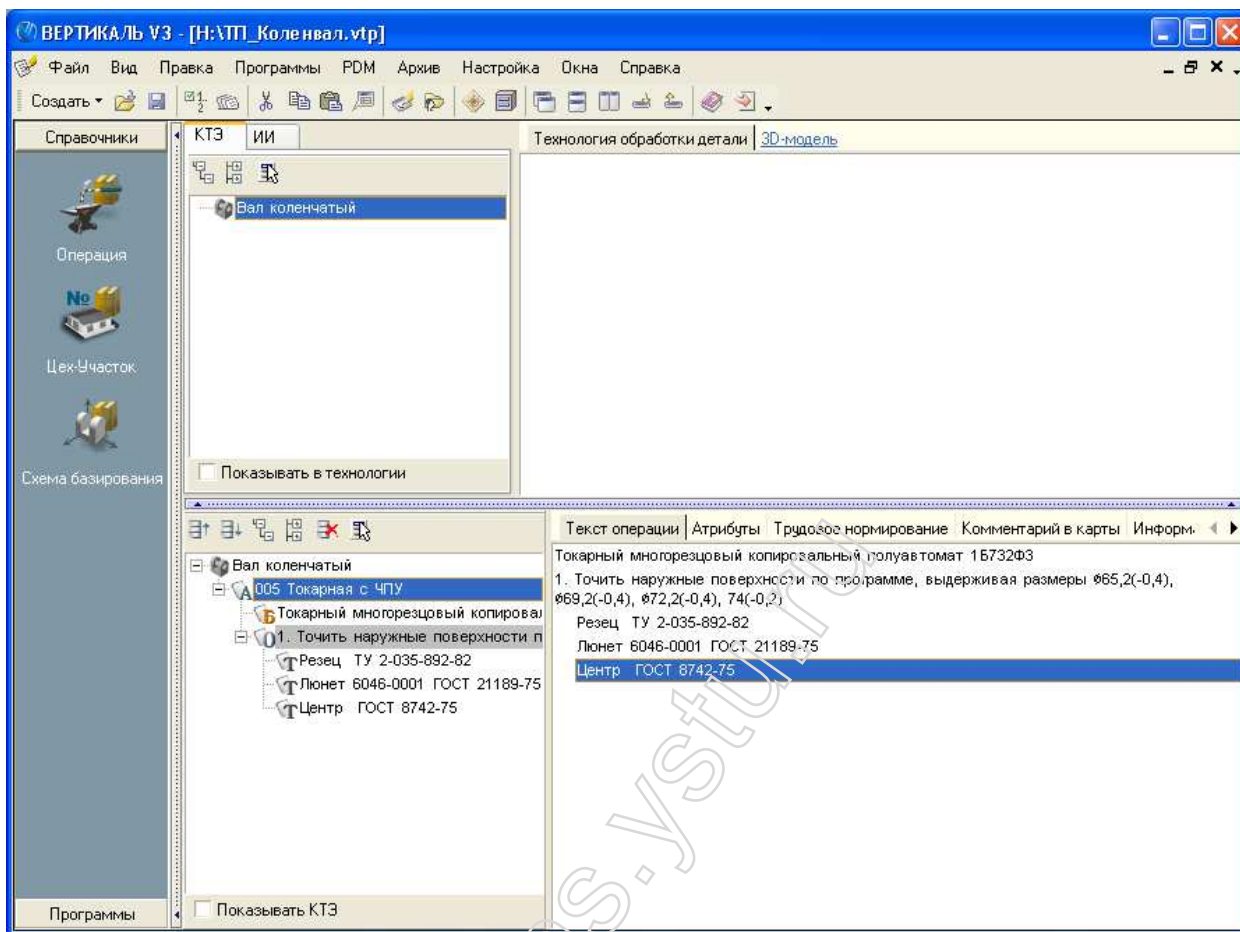 ВЕРТИКАЛЬ V3 - [H:\ТП_Коленвал.vtp]
Файл Вид Правка Программы PDM Архив Настройка Окна Справка
Создать
Справочники
КТЭ ИИ
Технология обработки детали 3D-модель
Вал коленчатый
Операция
№
Цех-Участок
Схема базирования
Показывать в технологии
Текст операции Атрибуты Трудовое нормирование Комментарий в карты Информ.
Вал коленчатый
005 Токарная с ЧПУ
Токарный многорезцовый копировал
1. Точить наружные поверхности п
Резец ТУ 2-035-892-82
Люнет 6046-0001 ГОСТ 21189-75
Центр ГОСТ 8742-75
Токарный многорезцовый копировальный полуавтомат 1Б732Ф3
1. Точить наружные поверхности по программе, выдерживая размеры ø65,2(-0,4),
ø69,2(-0,4), ø72,2(-0,4), 74(-0,2)
Резец ТУ 2-035-892-82
Люнет 6046-0001 ГОСТ 21189-75
Центр ГОСТ 8742-75
Показывать КТЭ
Программы
s.ystu.ru